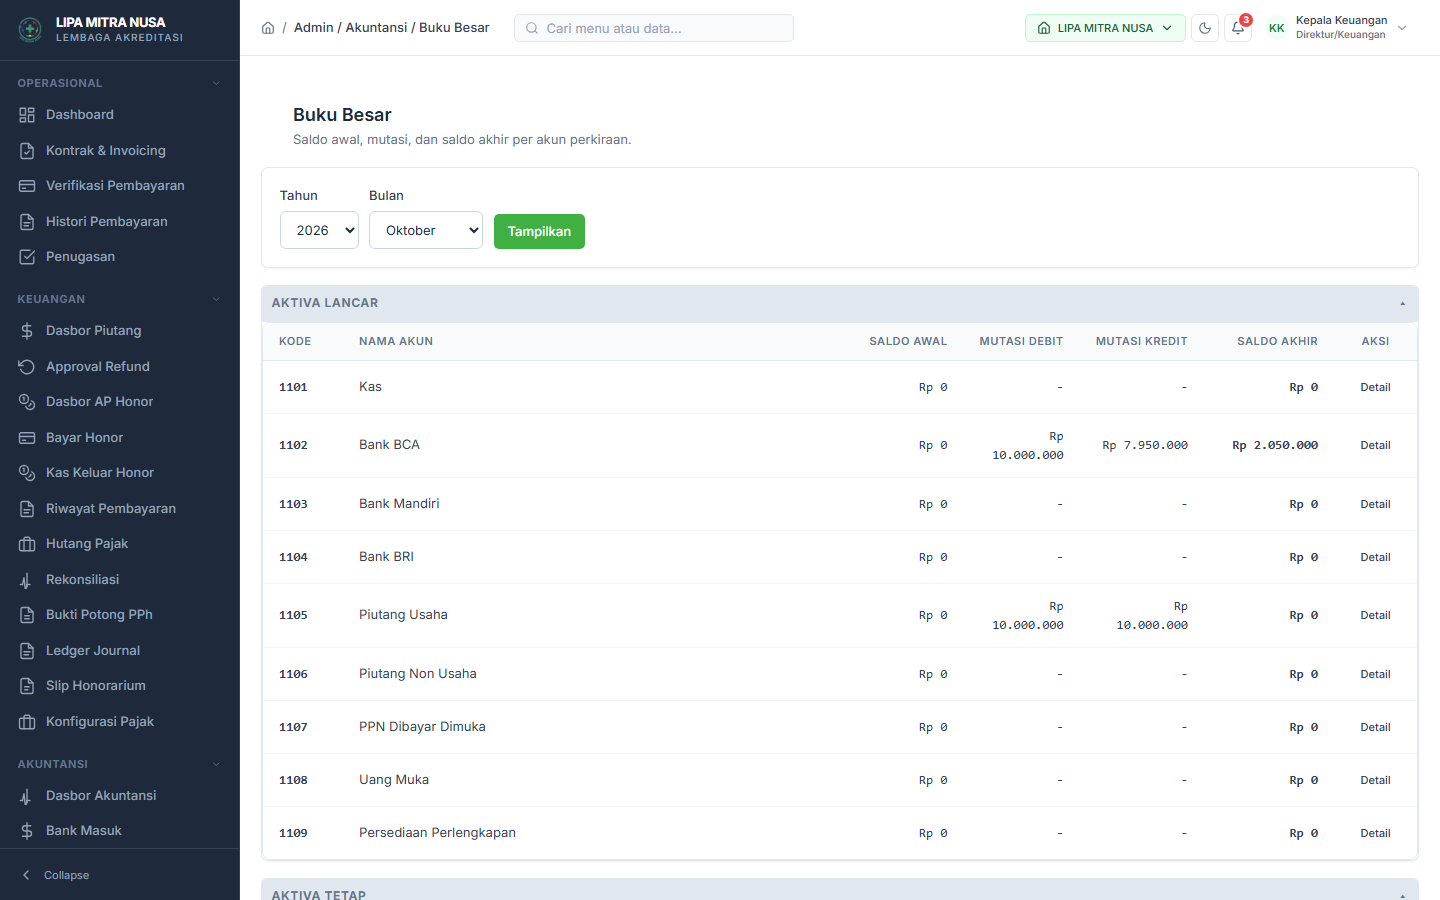 LIPA MITRA NUSA
LEMBAGA AKREDITASI
OPERASIONAL
Dashboard
Kontrak & Invoicing
Verifikasi Pembayaran
Histori Pembayaran
Penugasan
KEUANGAN
Dasbor Piutang
Approval Refund
Dasbor AP Honor
Bayar Honor
Kas Keluar Honor
Riwayat Pembayaran
Hutang Pajak
Rekonsiliasi
Bukti Potong PPh
Ledger Journal
Slip Honorarium
Konfigurasi Pajak
AKUNTANSI
Dasbor Akuntansi
Bank Masuk
Collapse
/ Admin / Akuntansi / Buku Besar
Cari menu atau data...
LIPA MITRA NUSA
3
KK
Kepala Keuangan
Direktur/Keuangan
Buku Besar
Saldo awal, mutasi, dan saldo akhir per akun perkiraan.
Tahun Bulan
2026 Oktober Tampilkan
AKTIVA LANCAR
KODE NAMA AKUN SALDO AWAL MUTASI DEBIT MUTASI KREDIT SALDO AKHIR AKSI
1101 Kas Rp 0 - - Rp 0 Detail
1102 Bank BCA Rp 0 Rp 10.000.000 Rp 7.950.000 Rp 2.050.000 Detail
1103 Bank Mandiri Rp 0 - - Rp 0 Detail
1104 Bank BRI Rp 0 - - Rp 0 Detail
1105 Piutang Usaha Rp 0 Rp 10.000.000 Rp 10.000.000 Rp 0 Detail
1106 Piutang Non Usaha Rp 0 - - Rp 0 Detail
1107 PPN Dibayar Dimuka Rp 0 - - Rp 0 Detail
1108 Uang Muka Rp 0 - - Rp 0 Detail
1109 Persediaan Perlengkapan Rp 0 - - Rp 0 Detail
AKTIVA TETAP